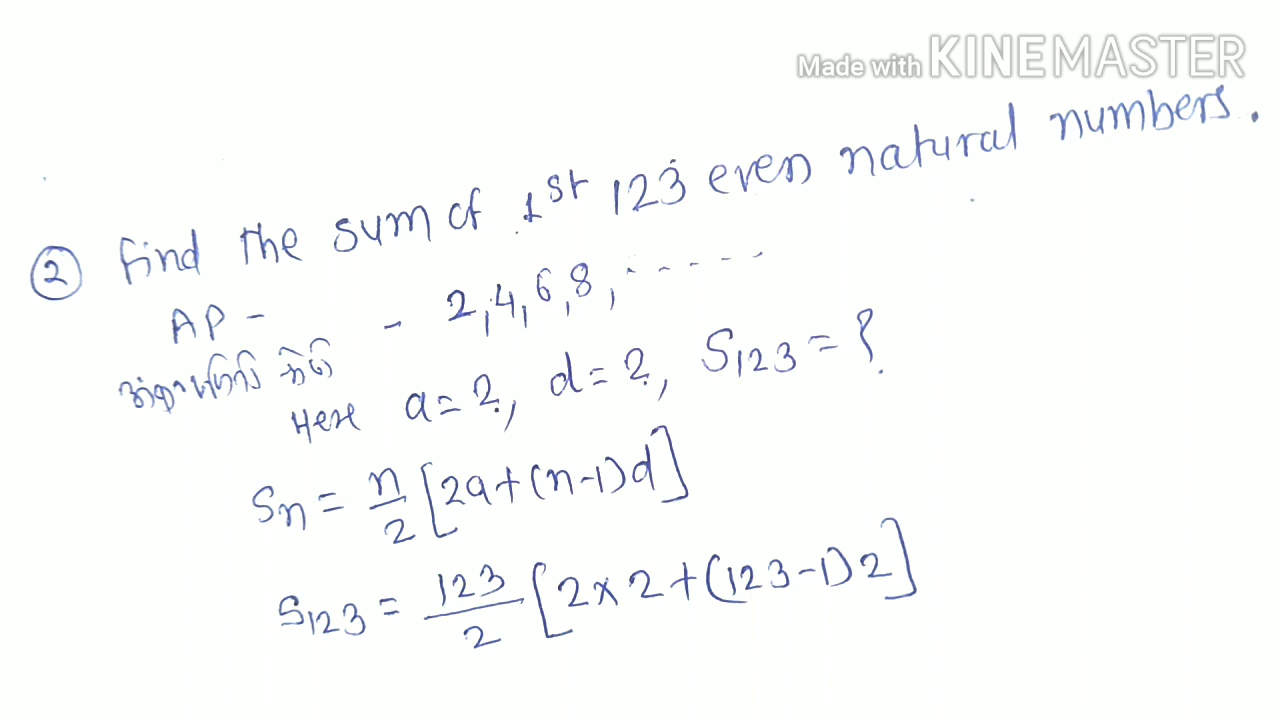 Made with KINEMASTER
② Find the sum of 1st 123 even natural numbers.
AP -
- 2, 4, 6, 8, ......
Here a = 2, d = 2, S₁₂₃ = ?
Sn = n/2 [2a + (n-1)d]
S₁₂₃ = 123/2 [2 x 2 + (123-1) 2]